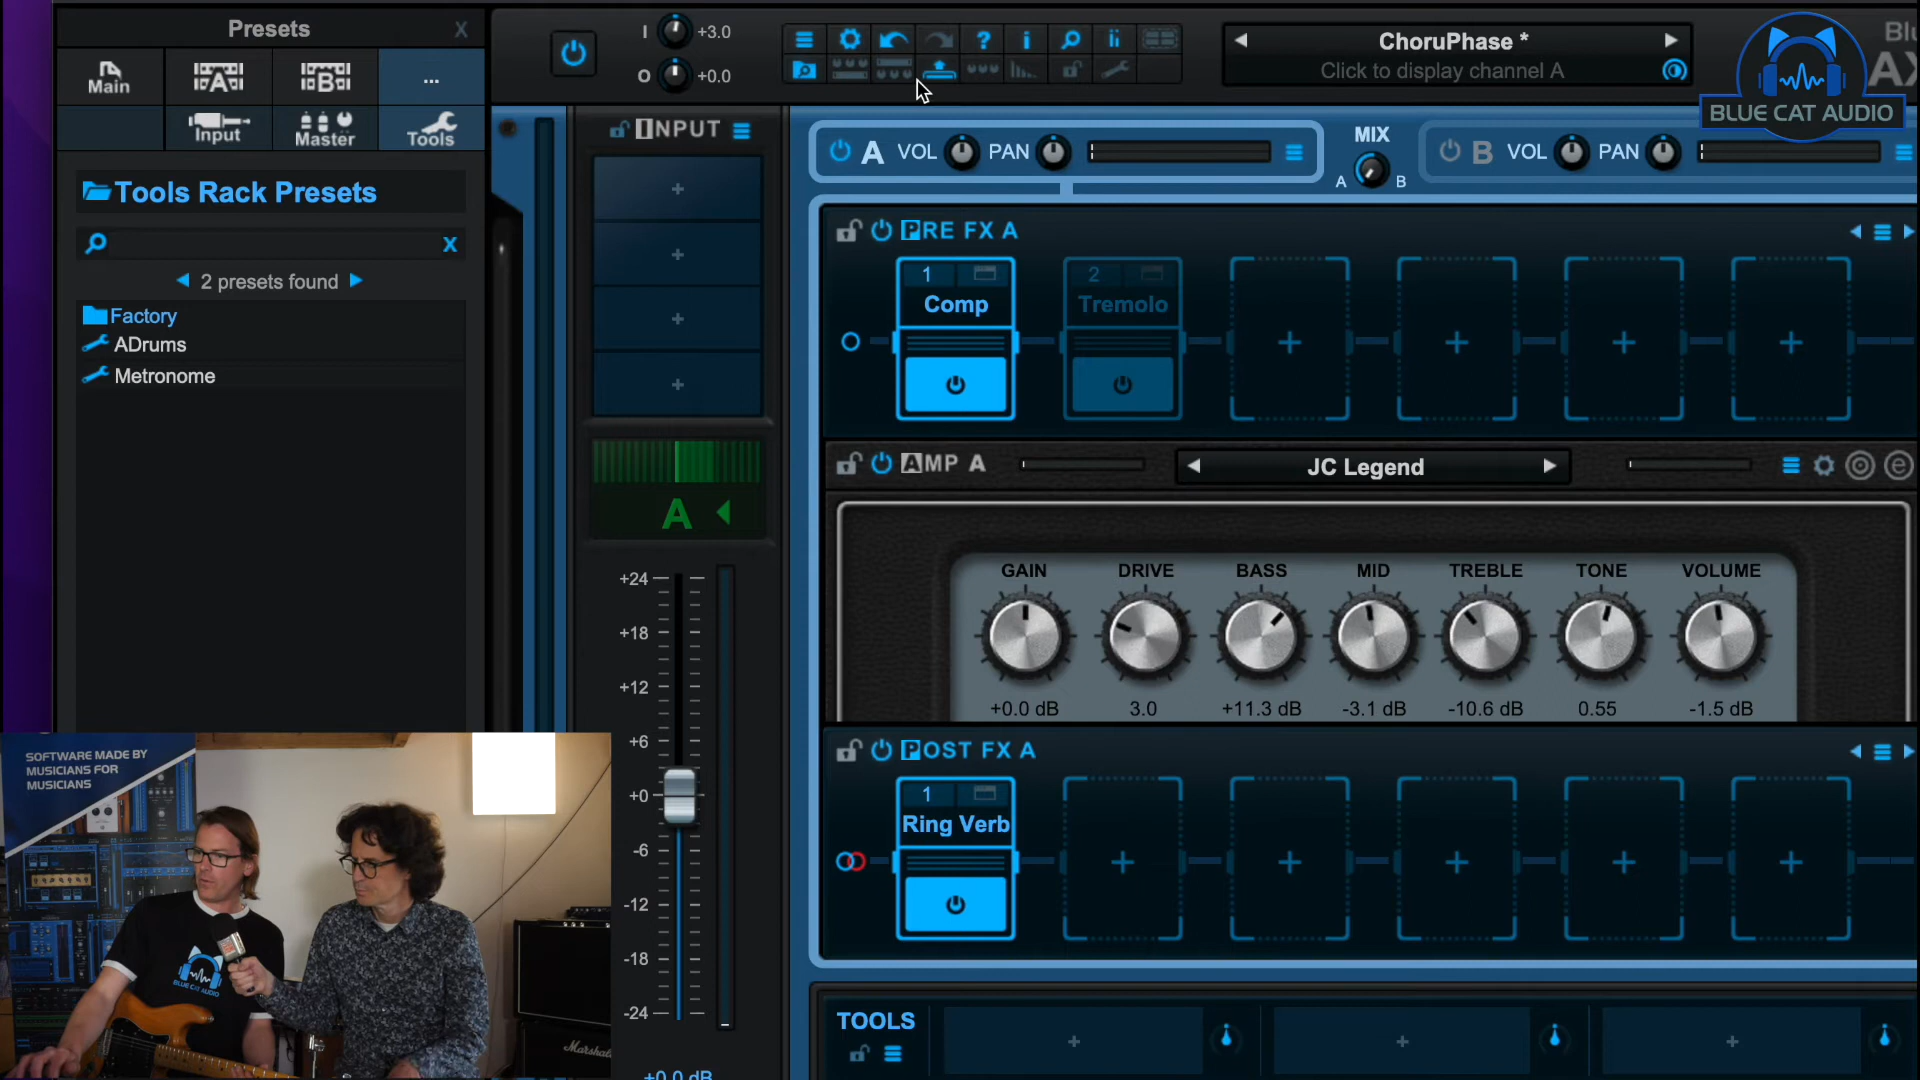 Presets X
Main A B ...
Input Master Tools
Tools Rack Presets
X
2 presets found
Factory
ADrums
Metronome
I +3.0
O +0.0
ChoruPhase *
Click to display channel A
BLUE CAT AUDIO
INPUT
+
+
+
+
A
+24
+18
+12
+6
+0
-6
-12
-18
-24
+0.0 dB
A VOL PAN
MIX
A B
B VOL PAN
PRE FX A
1
Comp
2
Tremolo
+ + + +
AMP A
JC Legend
GAIN DRIVE BASS MID TREBLE TONE VOLUME
+0.0 dB 3.0 +11.3 dB -3.1 dB -10.6 dB 0.55 -1.5 dB
POST FX A
1
Ring Verb
+ + + + +
TOOLS
+ + +
SOFTWARE MADE BY
MUSICIANS FOR
MUSICIANS
BLUE CAT AUDIO
Marshall